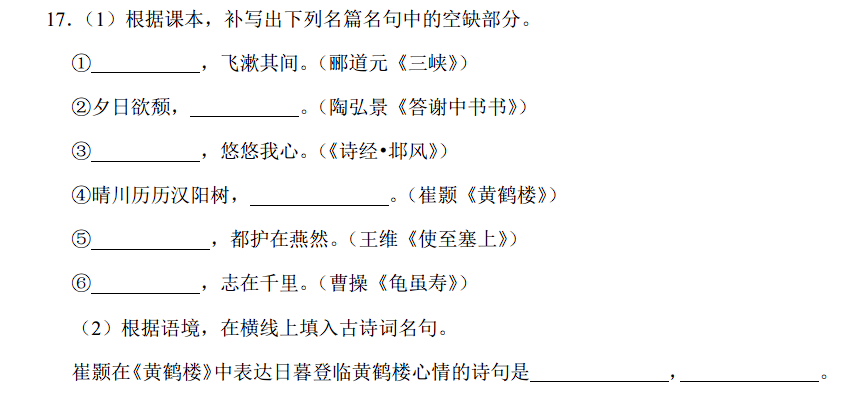 17.（1）根据课本，补写出下列名篇名句中的空缺部分。
①___________，飞漱其间。（郦道元《三峡》）
②夕日欲颓，___________。（陶弘景《答谢中书书》）
③___________，悠悠我心。（《诗经•邶风》）
④晴川历历汉阳树，______________。（崔颢《黄鹤楼》）
⑤____________，都护在燕然。（王维《使至塞上》）
⑥___________，志在千里。（曹操《龟虽寿》）
（2）根据语境，在横线上填入古诗词名句。
崔颢在《黄鹤楼》中表达日暮登临黄鹤楼心情的诗句是______________，______________。